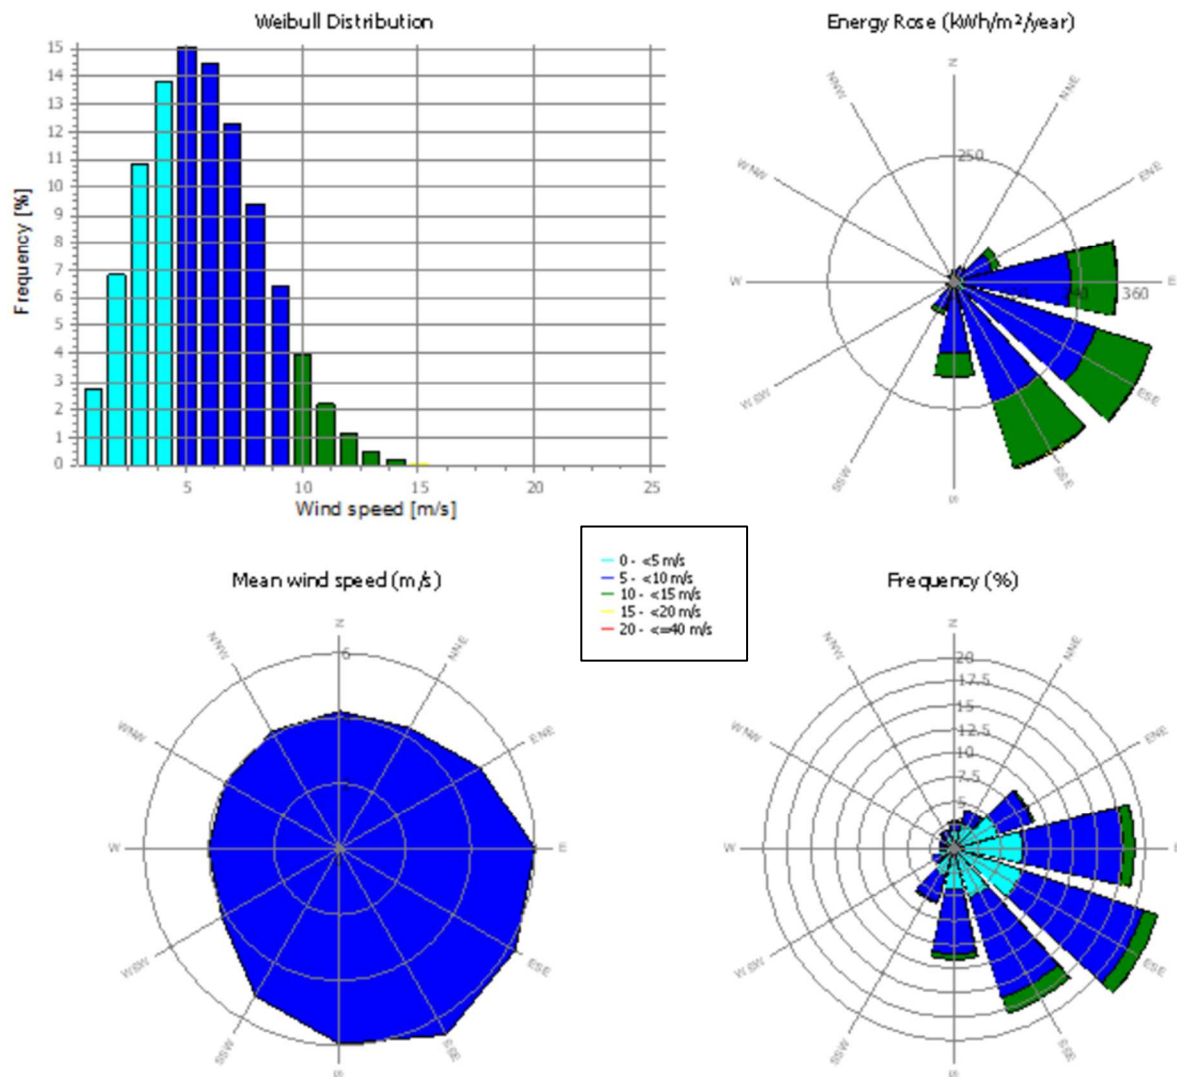 Weibull Distribution
15
14
13
12
11
10
9
8
7
6
5
4
3
2
1
0
Frequency [%]
5 10 15 20 25
Wind speed [m/s]
Energy Rose (kWh/m²/year)
N
NNW NNE
250
WNW ENE
W E
360
WSW ESE
SSW SSE
S
0 - <5 m/s
5 - <10 m/s
10 - <15 m/s
15 - <20 m/s
20 - <=40 m/s
Mean wind speed (m/s)
N
6
NNW NNE
WNW ENE
W E
WSW ESE
SSW SSE
S
Frequency (%)
N
NNW NNE
20
17.5
15
12.5
10
7.5
5
WNW ENE
W E
WSW ESE
SSW SSE
S